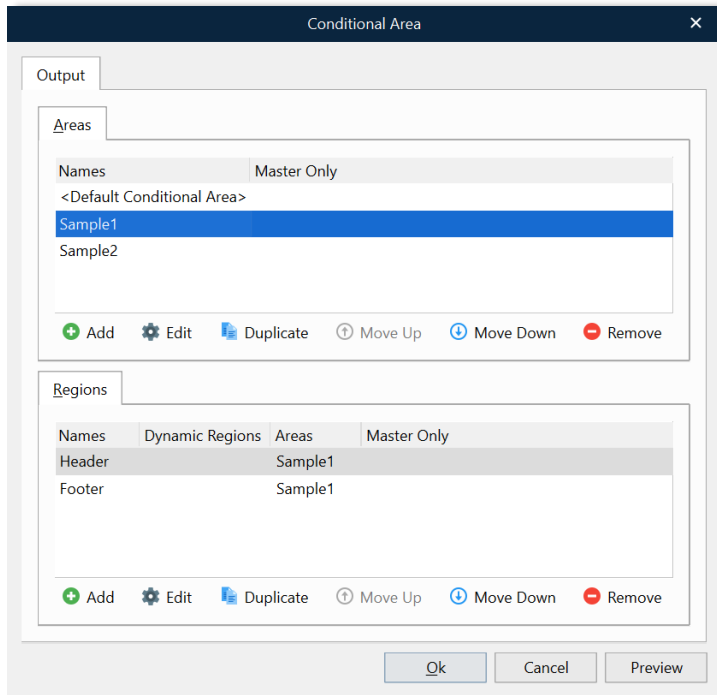 Conditional Area
Output
Areas
Names Master Only
<Default Conditional Area>
Sample1
Sample2
Add Edit Duplicate Move Up Move Down Remove
Regions
Names Dynamic Regions Areas Master Only
Header Sample1
Footer Sample1
Add Edit Duplicate Move Up Move Down Remove
Ok Cancel Preview